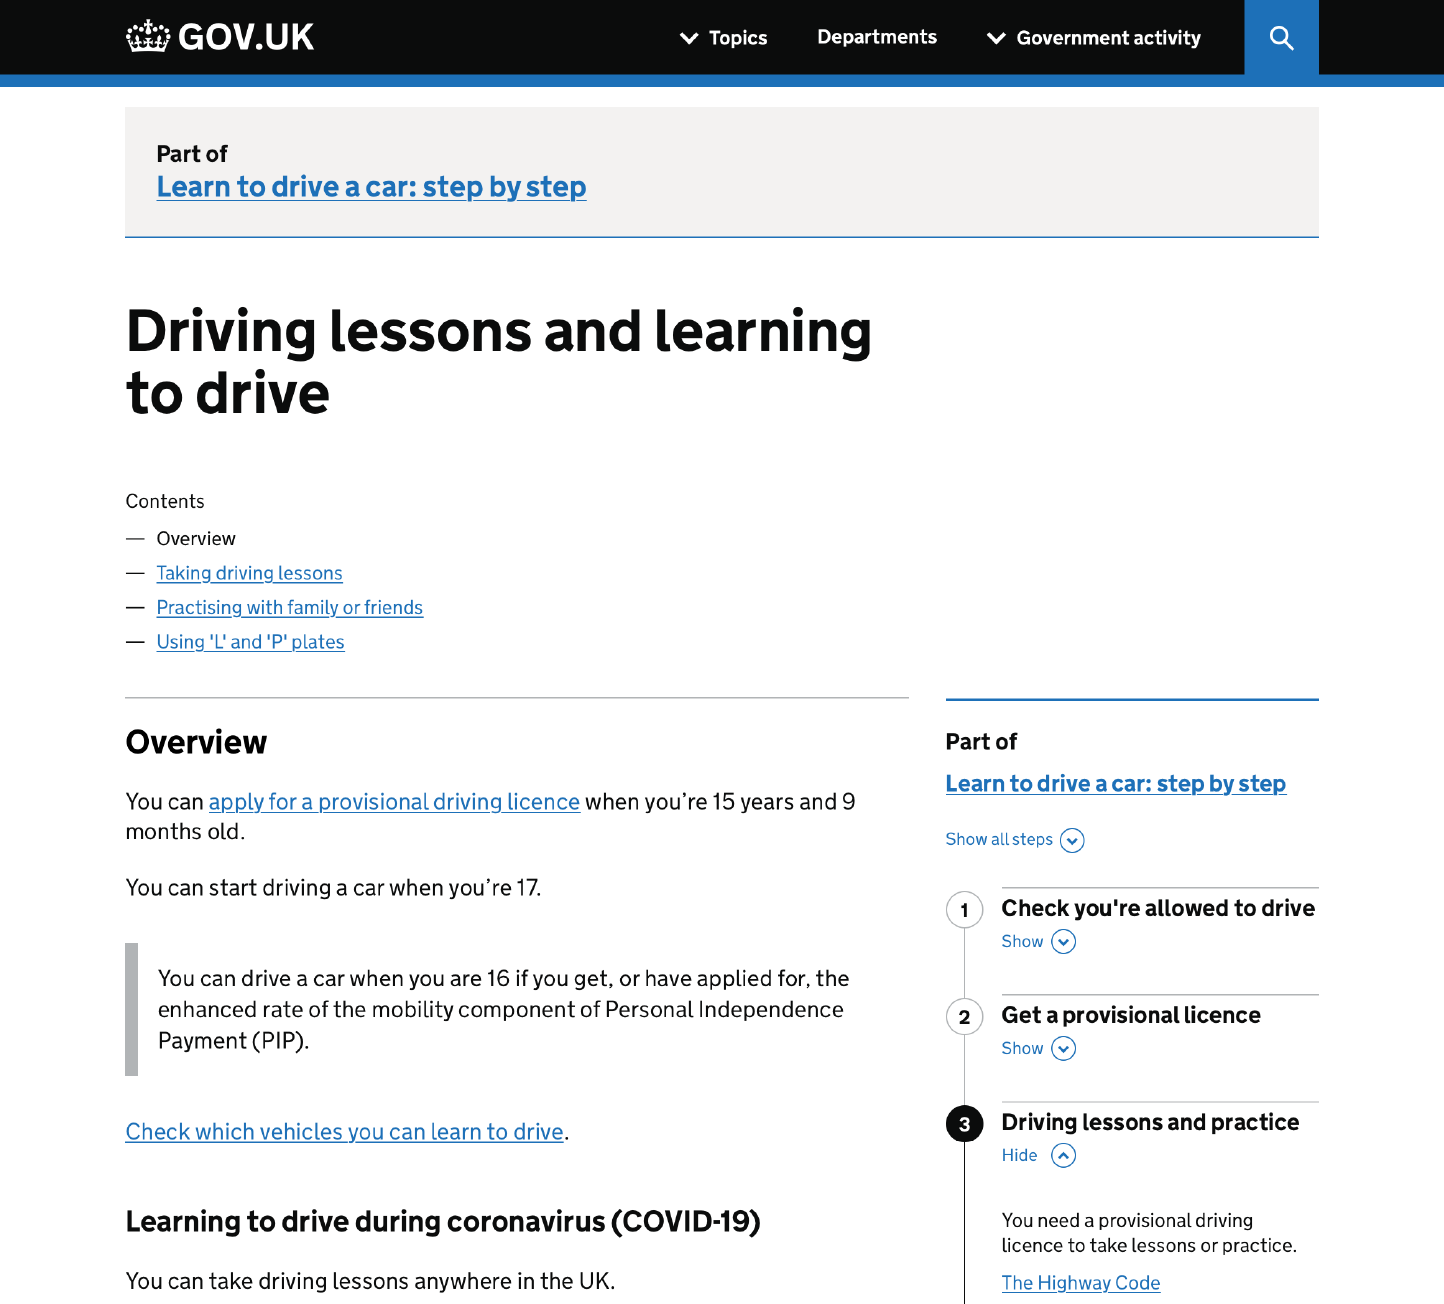 GOV.UK
Topics
Departments
Government activity
Part of
Learn to drive a car: step by step
Driving lessons and learning
to drive
Contents
— Overview
— Taking driving lessons
— Practising with family or friends
— Using 'L' and 'P' plates
Overview
You can apply for a provisional driving licence when you’re 15 years and 9
months old.
You can start driving a car when you’re 17.
You can drive a car when you are 16 if you get, or have applied for, the
enhanced rate of the mobility component of Personal Independence
Payment (PIP).
Check which vehicles you can learn to drive.
Learning to drive during coronavirus (COVID-19)
You can take driving lessons anywhere in the UK.
Part of
Learn to drive a car: step by step
Show all steps
1 Check you're allowed to drive
Show
2 Get a provisional licence
Show
3 Driving lessons and practice
Hide
You need a provisional driving
licence to take lessons or practice.
The Highway Code